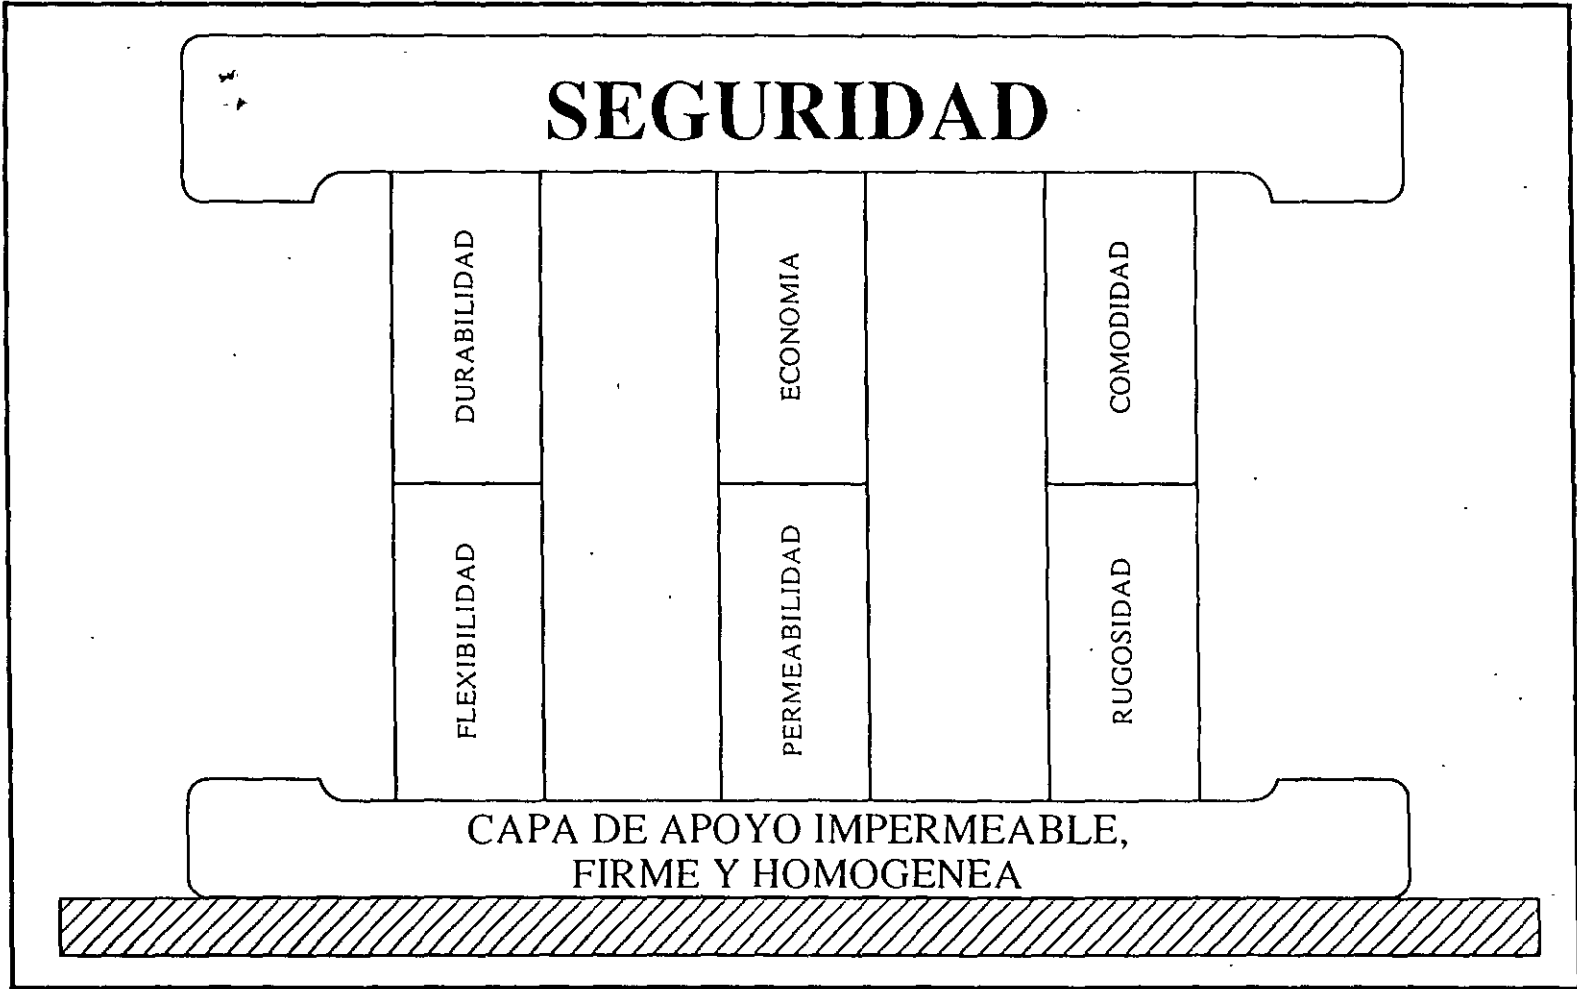 SEGURIDAD
DURABILIDAD
ECONOMIA
COMODIDAD
FLEXIBILIDAD
PERMEABILIDAD
RUGOSIDAD
CAPA DE APOYO IMPERMEABLE,
FIRME Y HOMOGENEA